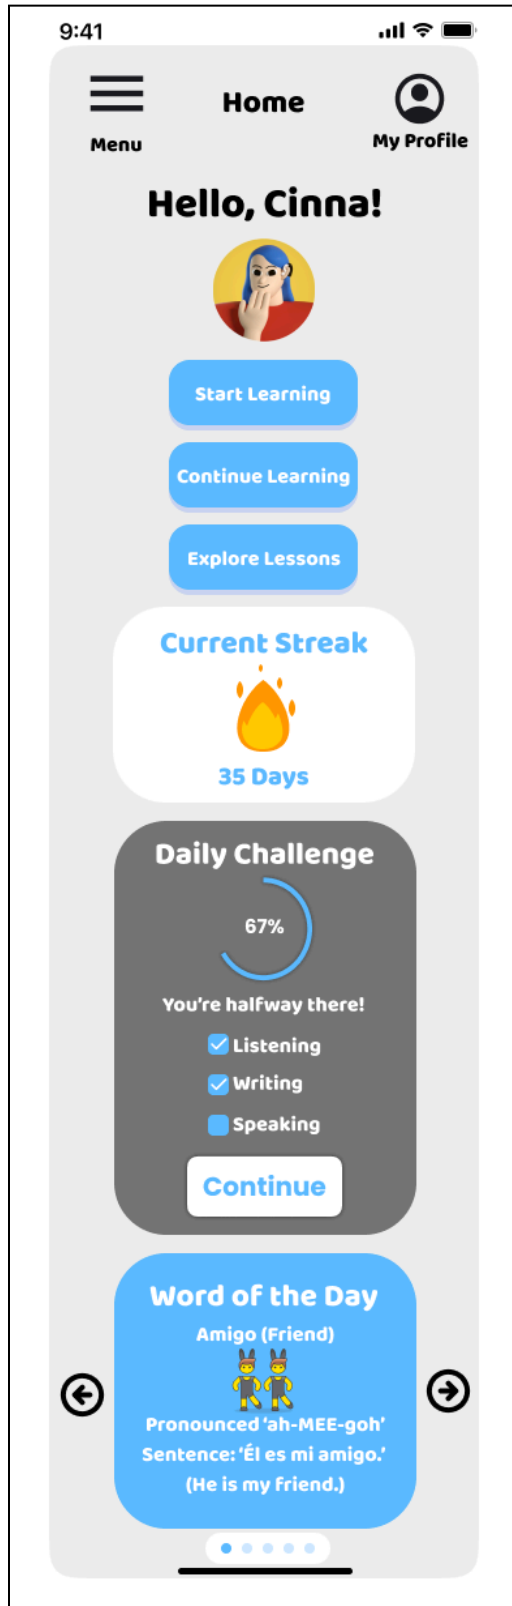 9:41
Home
Menu
My Profile
Hello, Cinna!
Start Learning
Continue Learning
Explore Lessons
Current Streak
35 Days
Daily Challenge
67%
You're halfway there!
Listening
Writing
Speaking
Continue
Word of the Day
Amigo (Friend)
Pronounced ‘ah-MEE-goh’
Sentence: ‘Él es mi amigo.’
(He is my friend.)